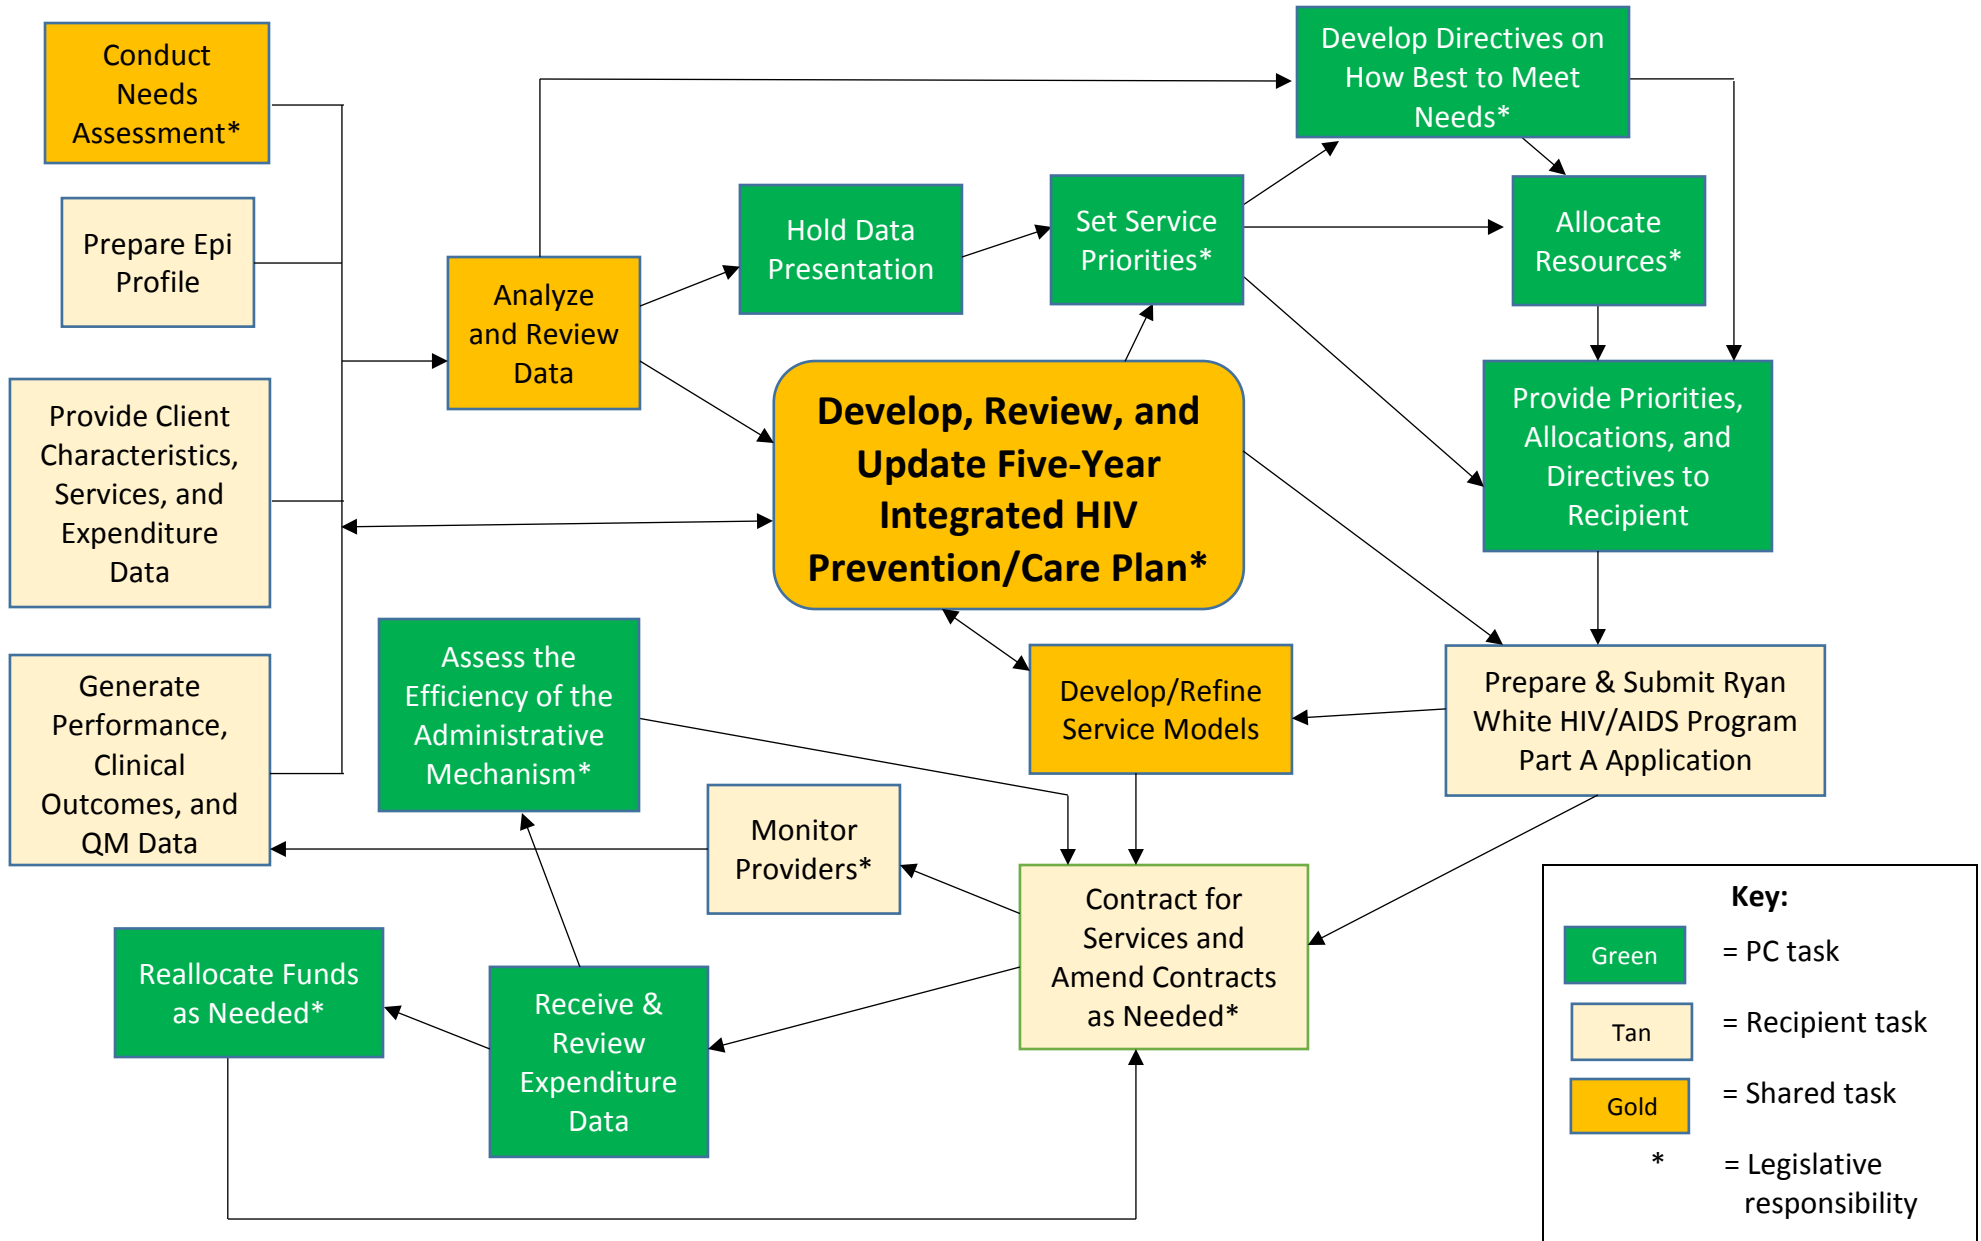 Conduct
Needs
Assessment*
Prepare Epi
Profile
Provide Client
Characteristics,
Services, and
Expenditure
Data
Generate
Performance,
Clinical
Outcomes, and
QM Data
Analyze
and Review
Data
Hold Data
Presentation
Set Service
Priorities*
Develop Directives on
How Best to Meet
Needs*
Allocate
Resources*
Provide Priorities,
Allocations, and
Directives to
Recipient
Develop, Review, and
Update Five-Year
Integrated HIV
Prevention/Care Plan*
Prepare & Submit Ryan
White HIV/AIDS Program
Part A Application
Develop/Refine
Service Models
Assess the
Efficiency of the
Administrative
Mechanism*
Monitor
Providers*
Contract for
Services and
Amend Contracts
as Needed*
Receive &
Review
Expenditure
Data
Reallocate Funds
as Needed*
Key:
Green = PC task
Tan = Recipient task
Gold = Shared task
* = Legislative
responsibility